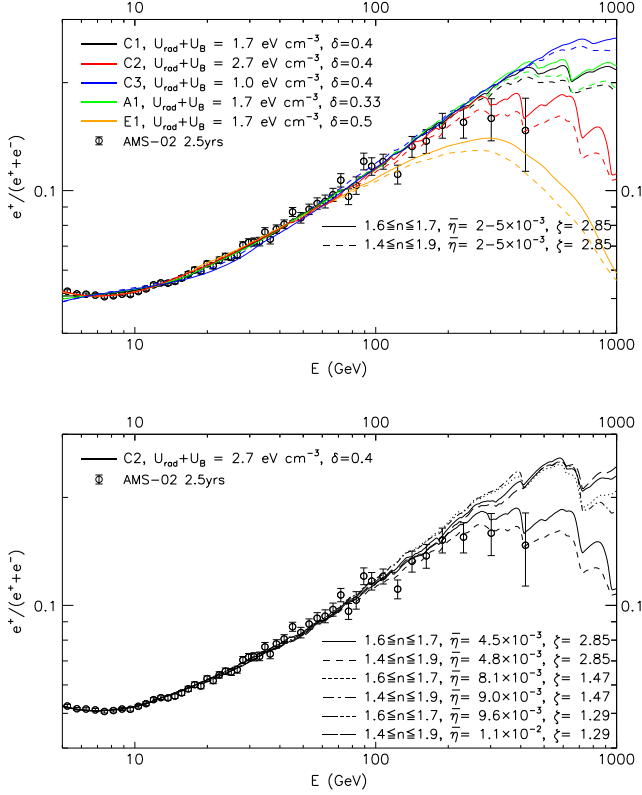 10 100 1000
C1, U_rad+U_B = 1.7 eV cm⁻³, δ=0.4
C2, U_rad+U_B = 2.7 eV cm⁻³, δ=0.4
C3, U_rad+U_B = 1.0 eV cm⁻³, δ=0.4
A1, U_rad+U_B = 1.7 eV cm⁻³, δ=0.33
E1, U_rad+U_B = 1.7 eV cm⁻³, δ=0.5
AMS-02 2.5yrs
e⁺/(e⁺+e⁻)
0.1 0.1
1.6≦n≦1.7, η̅= 2-5×10⁻³, ζ= 2.85
1.4≦n≦1.9, η̅= 2-5×10⁻³, ζ= 2.85
10 100 1000
E (GeV)
10 100 1000
C2, U_rad+U_B = 2.7 eV cm⁻³, δ=0.4
AMS-02 2.5yrs
e⁺/(e⁺+e⁻)
0.1 0.1
1.6≦n≦1.7, η̅= 4.5×10⁻³, ζ= 2.85
1.4≦n≦1.9, η̅= 4.8×10⁻³, ζ= 2.85
1.6≦n≦1.7, η̅= 8.1×10⁻³, ζ= 1.47
1.4≦n≦1.9, η̅= 9.0×10⁻³, ζ= 1.47
1.6≦n≦1.7, η̅= 9.6×10⁻³, ζ= 1.29
1.4≦n≦1.9, η̅= 1.1×10⁻², ζ= 1.29
10 100 1000
E (GeV)